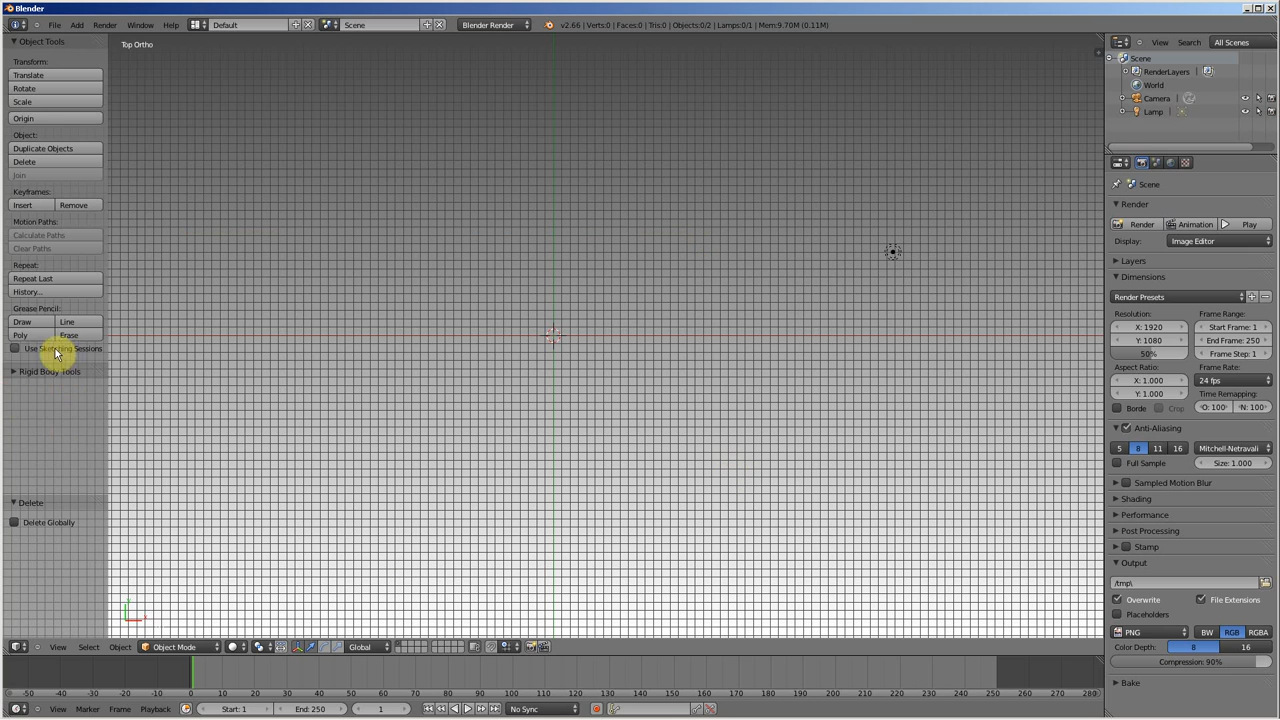 Blender
File Add Render Window Help Default Scene Blender Render v2.66 | Verts:0 | Faces:0 | Tris:0 | Objects:0/2 | Lamps:0/1 | Mem:9.70M (0.11M)
Object Tools
Transform:
Translate
Rotate
Scale
Origin
Object:
Duplicate Objects
Delete
Join
Keyframes:
Insert Remove
Motion Paths:
Calculate Paths
Clear Paths
Repeat:
Repeat Last
History...
Grease Pencil:
Draw Line
Poly Erase
Use Sketching Sessions
Rigid Body Tools
Delete
Delete Globally
Top Ortho
View Select Object Object Mode Global
-50 -40 -30 -20 -10 0 10 20 30 40 50 60 70 80 90 100 110 120 130 140 150 160 170 180 190 200 210 220 230 240 250 260 270 280
View Marker Frame Playback Start: 1 End: 250 1 No Sync
View Search All Scenes
Scene
RenderLayers
World
Camera
Lamp
Scene
Render
Render Animation Play
Display: Image Editor
Layers
Dimensions
Render Presets
Resolution: Frame Range:
X: 1920 Start Frame: 1
Y: 1080 End Frame: 250
50% Frame Step: 1
Aspect Ratio: Frame Rate:
X: 1.000 24 fps
Y: 1.000 Time Remapping:
Borde Crop O: 100 N: 100
Anti-Aliasing
5 8 11 16 Mitchell-Netravali
Full Sample Size: 1.000
Sampled Motion Blur
Shading
Performance
Post Processing
Stamp
Output
/tmp\
Overwrite File Extensions
Placeholders
PNG BW RGB RGBA
Color Depth: 8 16
Compression: 90%
Bake